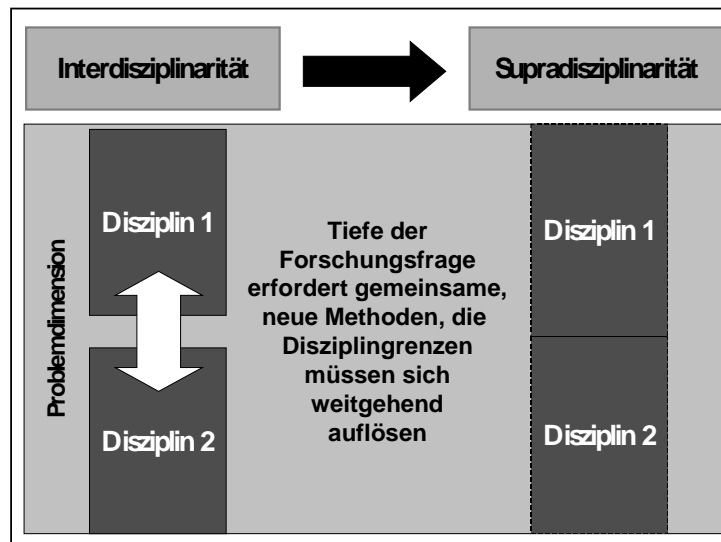 Interdisziplinarität
Supradisziplinarität
Problemdimension
Disziplin 1
Disziplin 2
Tiefe der
Forschungsfrage
erfordert gemeinsame,
neue Methoden, die
Disziplingrenzen
müssen sich
weitgehend
auflösen
Disziplin 1
Disziplin 2